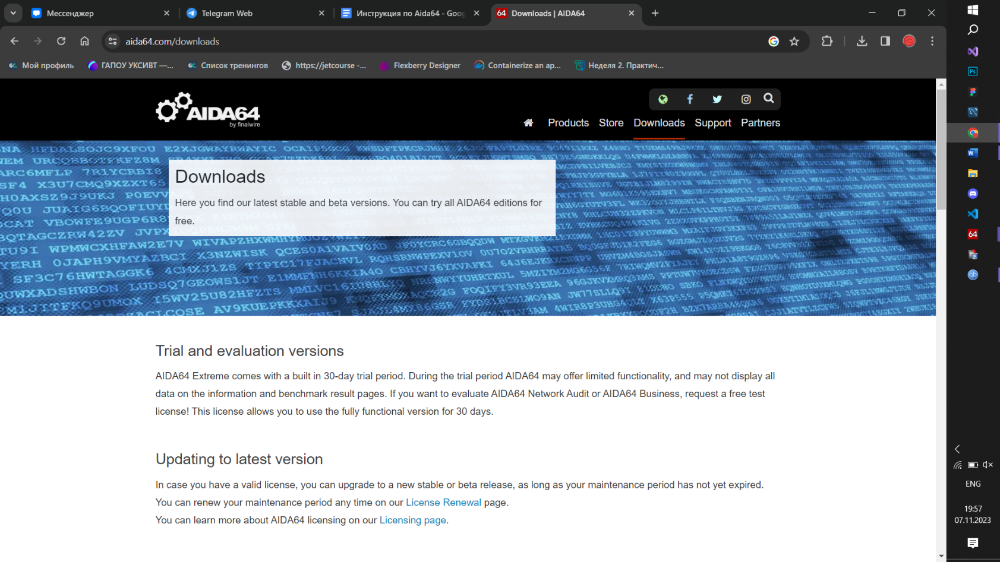 Мессенджер
Telegram Web
Инструкция по Aida64 - Goog
64 Downloads | AIDA64
aida64.com/downloads
GC Мой профиль
ГАПОУ УКСИВТ —...
GC Список тренингов
https://jetcourse -...
Flexberry Designer
Containerize an ap...
Неделя 2. Практич...
AIDA64
by finalwire
Products Store Downloads Support Partners
Downloads
Here you find our latest stable and beta versions. You can try all AIDA64 editions for
free.
Trial and evaluation versions
AIDA64 Extreme comes with a built in 30-day trial period. During the trial period AIDA64 may offer limited functionality, and may not display all
data on the information and benchmark result pages. If you want to evaluate AIDA64 Network Audit or AIDA64 Business, request a free test
license! This license allows you to use the fully functional version for 30 days.
Updating to latest version
In case you have a valid license, you can upgrade to a new stable or beta release, as long as your maintenance period has not yet expired.
You can renew your maintenance period any time on our License Renewal page.
You can learn more about AIDA64 licensing on our Licensing page.
Ps
W
64
qb
ENG
19:57
07.11.2023